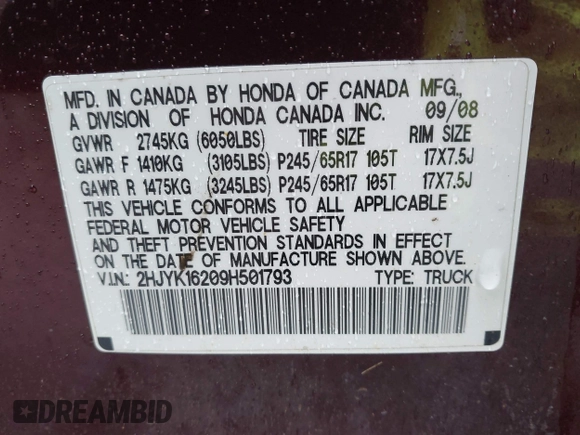 MFD. IN CANADA BY HONDA OF CANADA MFG.,
A DIVISION OF HONDA CANADA INC. 09/08
GVWR 2745KG (6050LBS) TIRE SIZE RIM SIZE
GAWR F 1410KG (3105LBS) P245/65R17 105T 17X7.5J
GAWR R 1475KG (3245LBS) P245/65R17 105T 17X7.5J
THIS VEHICLE CONFORMS TO ALL APPLICABLE
FEDERAL MOTOR VEHICLE SAFETY
AND THEFT PREVENTION STANDARDS IN EFFECT
ON THE DATE OF MANUFACTURE SHOWN ABOVE.
V.I.N.: 2HJYK16209H501793 TYPE: TRUCK
DREAMBID